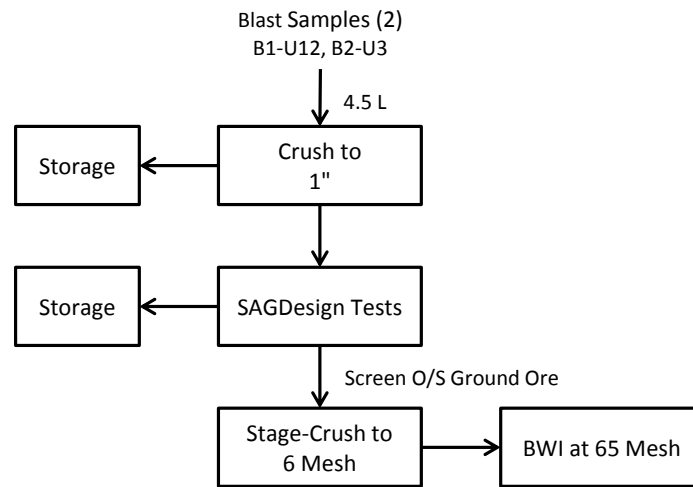 Blast Samples (2)
B1-U12, B2-U3
4.5 L
Storage
Crush to
1"
Storage
SAGDesign Tests
Screen O/S Ground Ore
Stage-Crush to
6 Mesh
BWI at 65 Mesh